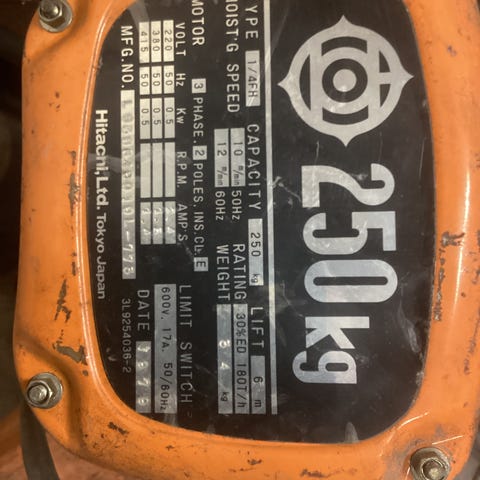 250kg
TYPE 1/4FH CAPACITY 250 kg LIFT 6 m
HOIST'G SPEED 10 m/mn 50Hz RATING 30%ED 180T/h
12 m/mn 60Hz WEIGHT 34 kg
MOTOR 3 PHASE. 2 POLES, INS. CL. E
VOLT Hz Kw R.P.M. AMP'S LIMIT SWITCH
220 50 0.5 600V. 17A. 50/60Hz
380 50 0.5
415 50 0.5 DATE
MFG.NO.
Hitachi, Ltd. Tokyo Japan 3L9254036-2